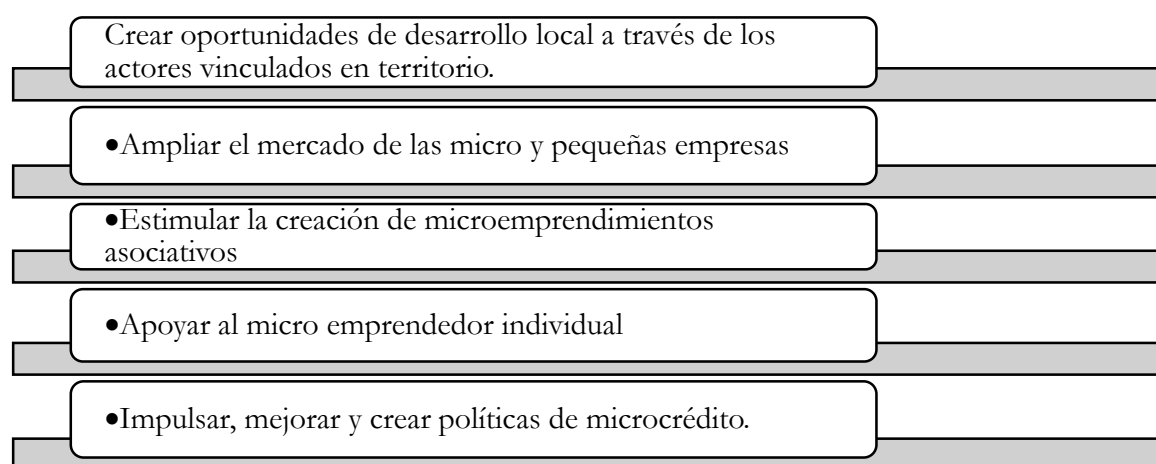 Crear oportunidades de desarrollo local a través de los
actores vinculados en territorio.
•Ampliar el mercado de las micro y pequeñas empresas
•Estimular la creación de microemprendimientos
asociativos
•Apoyar al micro emprendedor individual
•Impulsar, mejorar y crear políticas de microcrédito.